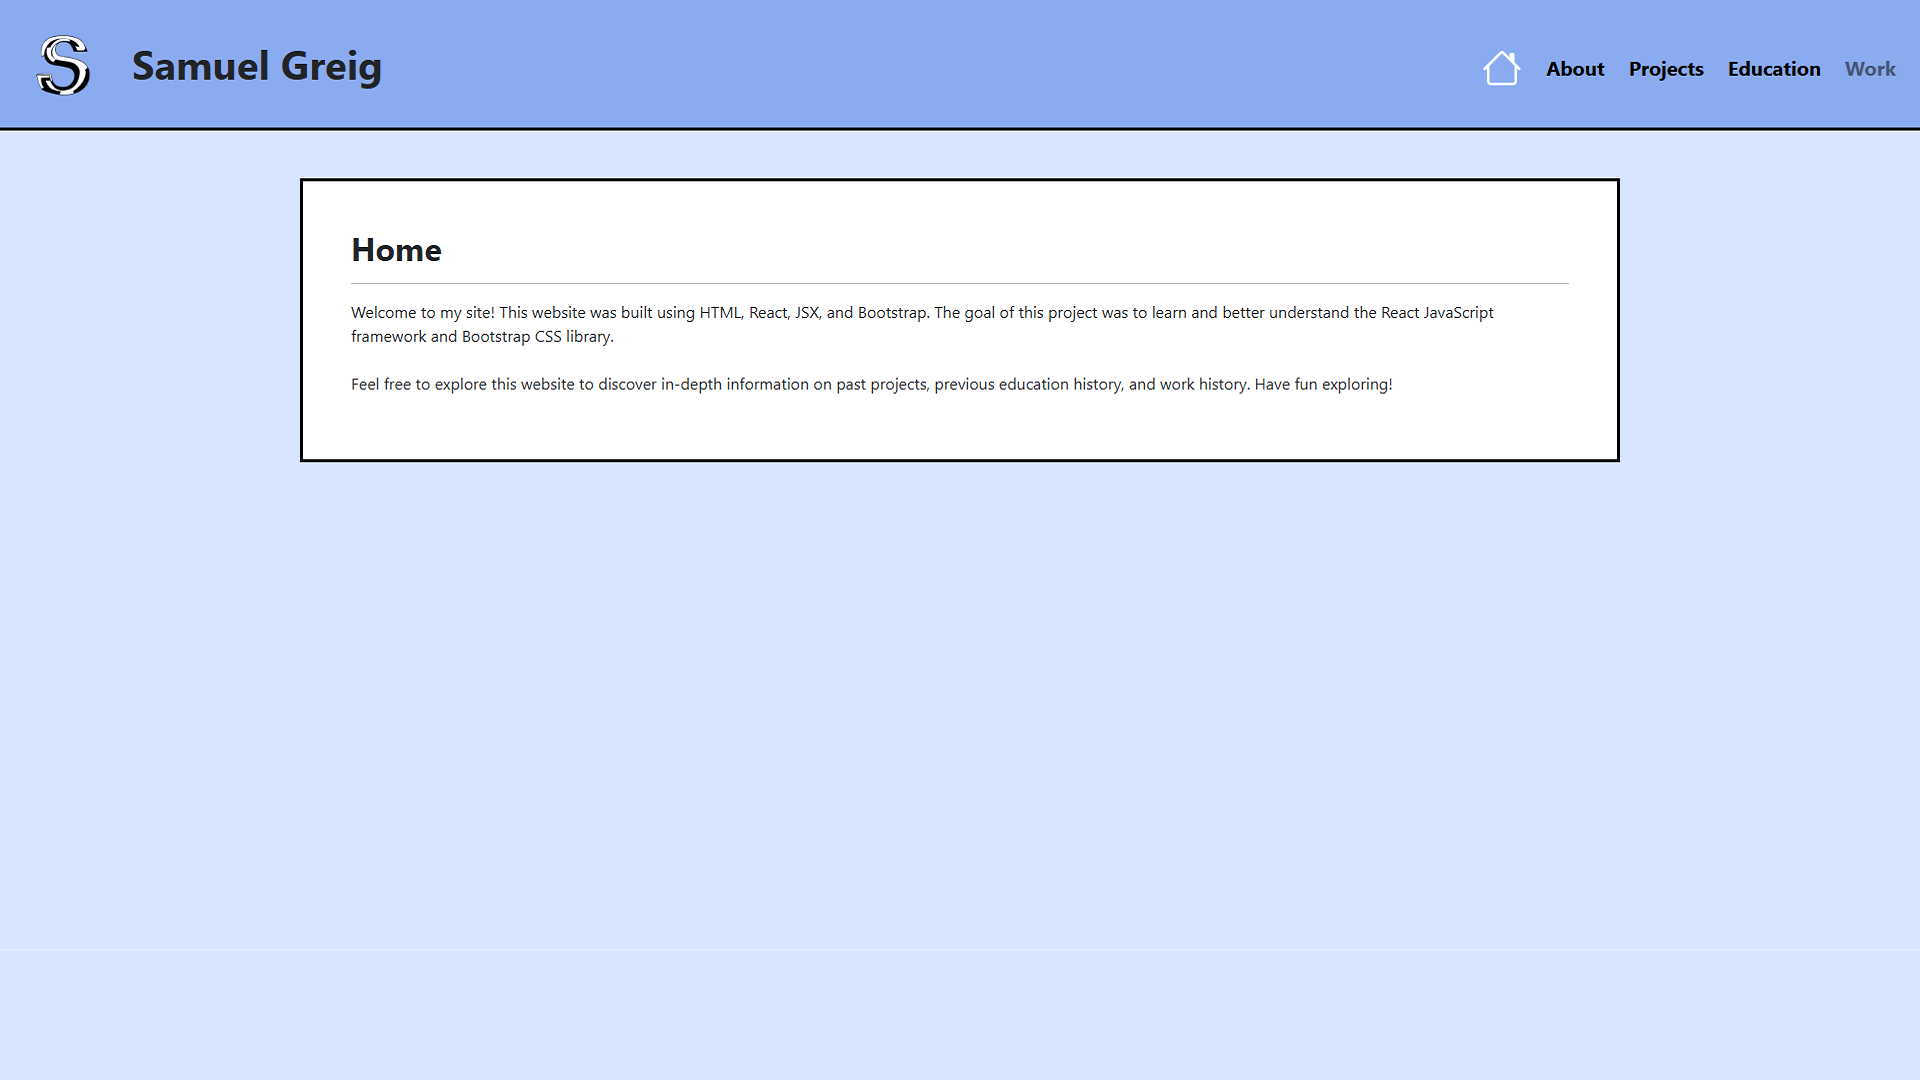 S
Samuel Greig
About
Projects
Education
Work
Home
Welcome to my site! This website was built using HTML, React, JSX, and Bootstrap. The goal of this project was to learn and better understand the React JavaScript
framework and Bootstrap CSS library.
Feel free to explore this website to discover in-depth information on past projects, previous education history, and work history. Have fun exploring!